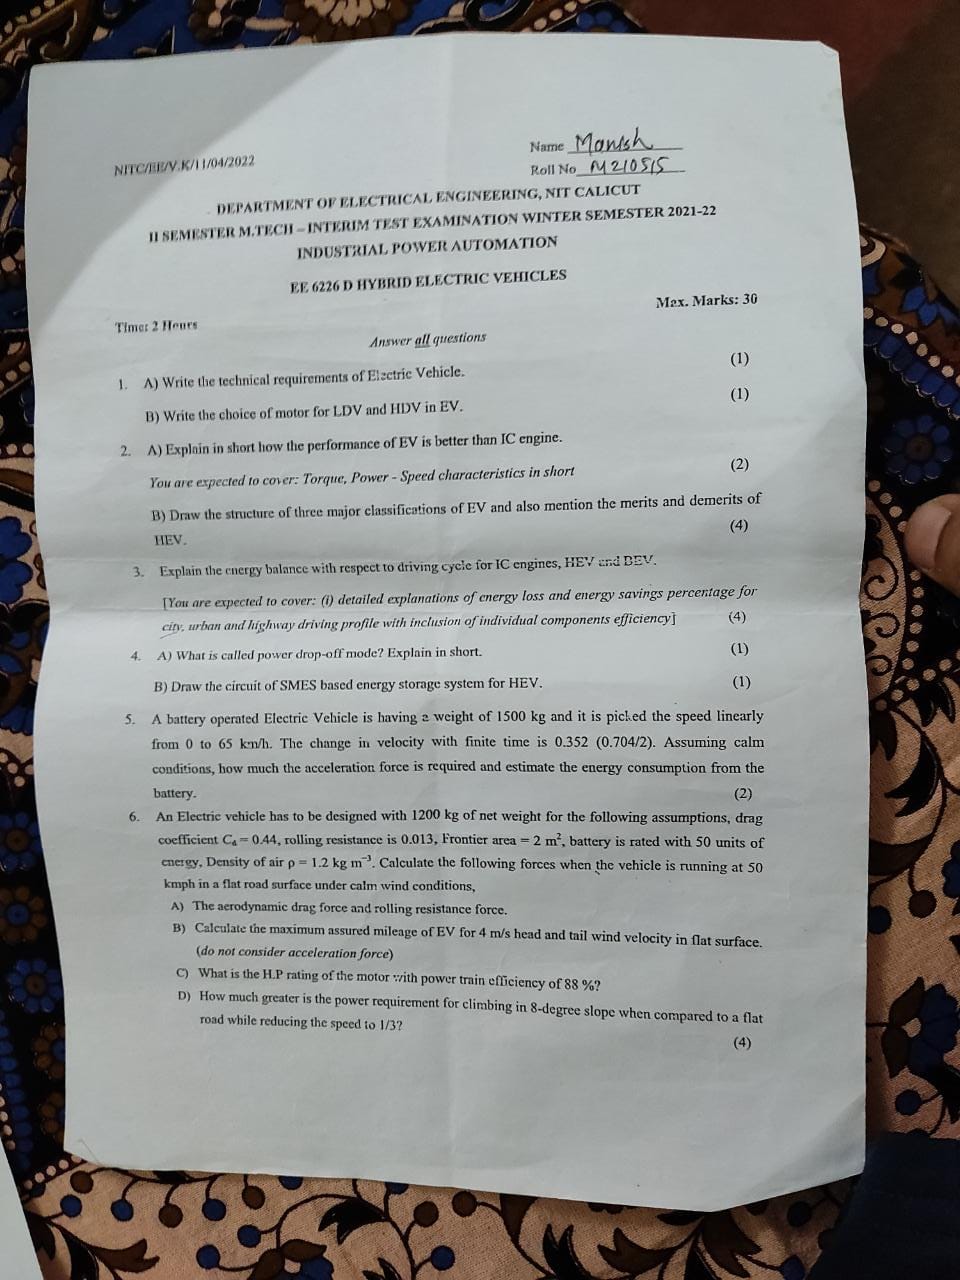 Name Manish
NITC/EE/V.K/11/04/2022
Roll No M210515
DEPARTMENT OF ELECTRICAL ENGINEERING, NIT CALICUT
II SEMESTER M.TECH – INTERIM TEST EXAMINATION WINTER SEMESTER 2021-22
INDUSTRIAL POWER AUTOMATION
EE 6226 D HYBRID ELECTRIC VEHICLES
Max. Marks: 30
Time: 2 Hours
Answer all questions
1. A) Write the technical requirements of Electric Vehicle. (1)
B) Write the choice of motor for LDV and HDV in EV. (1)
2. A) Explain in short how the performance of EV is better than IC engine.
You are expected to cover: Torque, Power - Speed characteristics in short (2)
B) Draw the structure of three major classifications of EV and also mention the merits and demerits of
HEV. (4)
3. Explain the energy balance with respect to driving cycle for IC engines, HEV and BEV.
[You are expected to cover: (i) detailed explanations of energy loss and energy savings percentage for
city, urban and highway driving profile with inclusion of individual components efficiency] (4)
4. A) What is called power drop-off mode? Explain in short. (1)
B) Draw the circuit of SMES based energy storage system for HEV. (1)
5. A battery operated Electric Vehicle is having a weight of 1500 kg and it is picked the speed linearly
from 0 to 65 km/h. The change in velocity with finite time is 0.352 (0.704/2). Assuming calm
conditions, how much the acceleration force is required and estimate the energy consumption from the
battery. (2)
6. An Electric vehicle has to be designed with 1200 kg of net weight for the following assumptions, drag
coefficient Cd = 0.44, rolling resistance is 0.013, Frontier area = 2 m², battery is rated with 50 units of
energy, Density of air ρ = 1.2 kg m⁻³. Calculate the following forces when the vehicle is running at 50
kmph in a flat road surface under calm wind conditions,
A) The aerodynamic drag force and rolling resistance force.
B) Calculate the maximum assured mileage of EV for 4 m/s head and tail wind velocity in flat surface.
(do not consider acceleration force)
C) What is the H.P rating of the motor with power train efficiency of 88 %?
D) How much greater is the power requirement for climbing in 8-degree slope when compared to a flat
road while reducing the speed to 1/3?
(4)